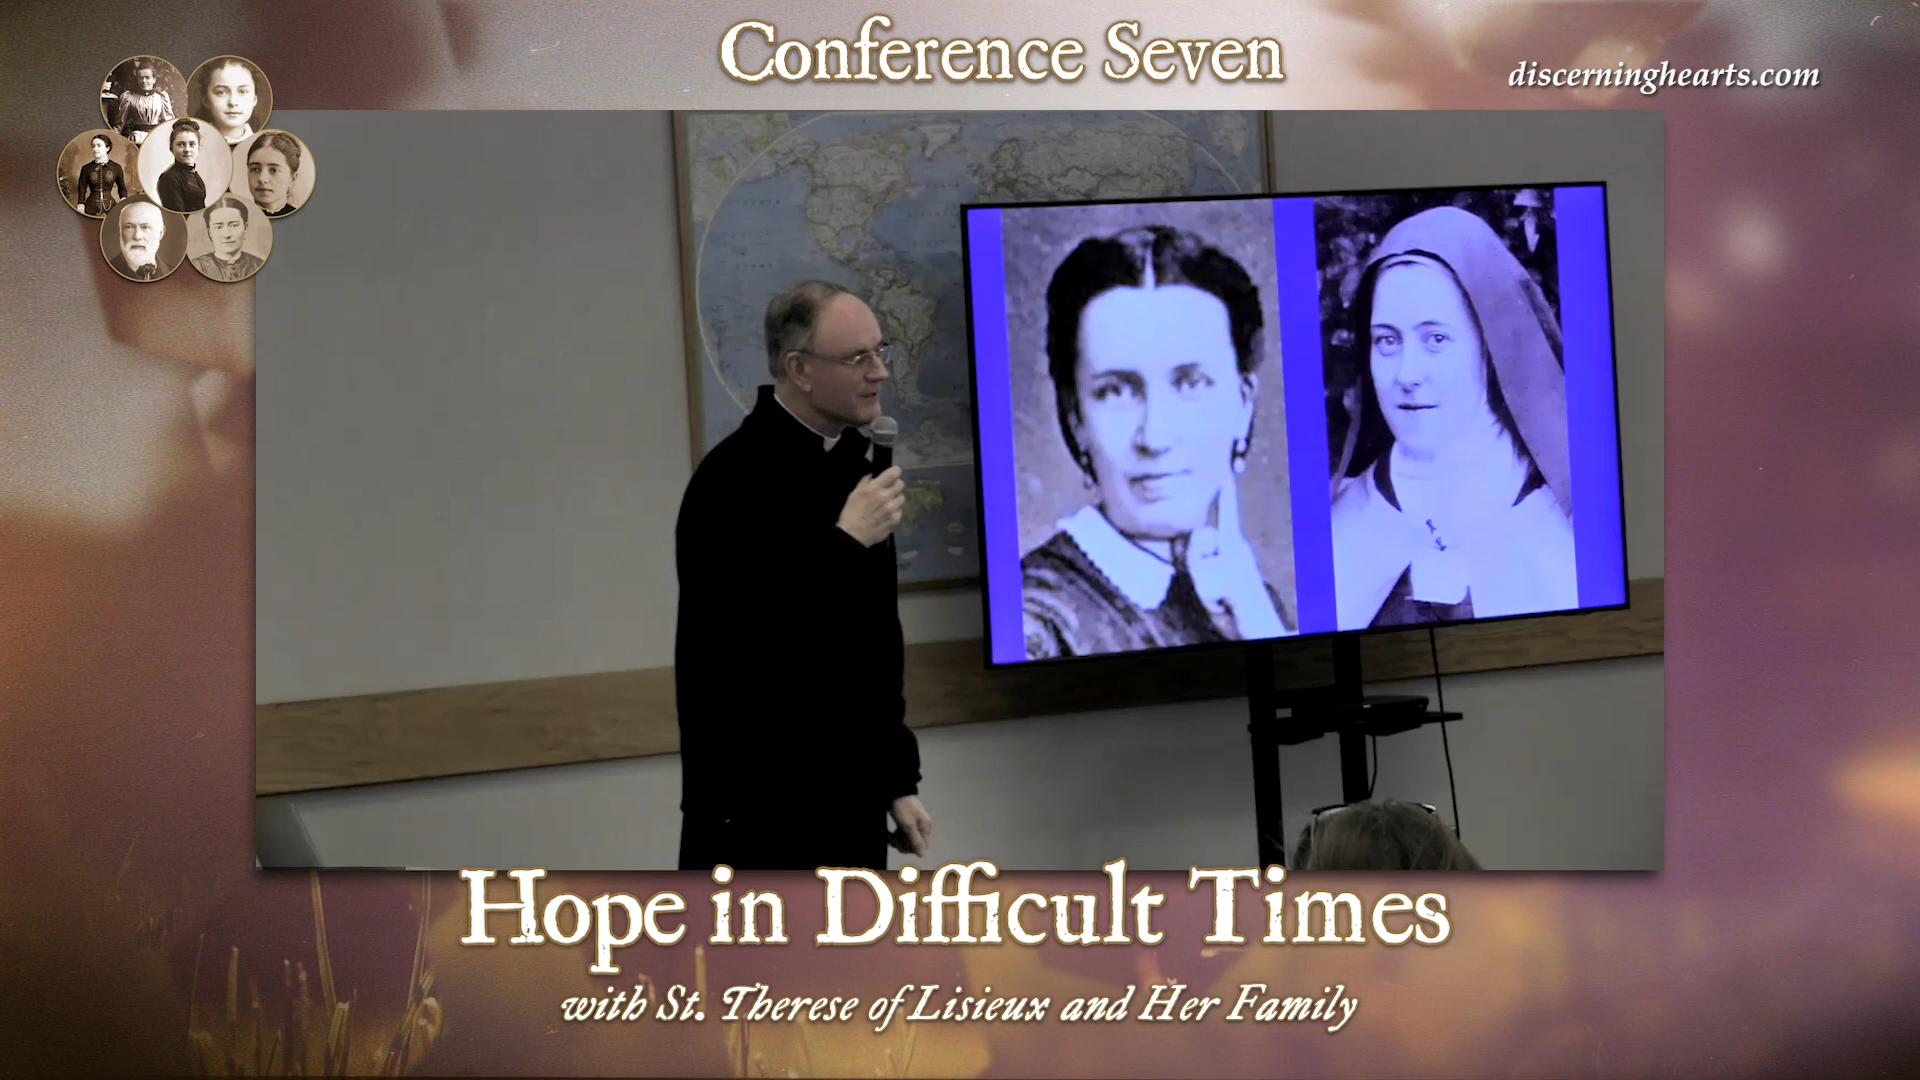 Conference Seven
discerninghearts.com
Hope in Difficult Times
with St. Therese of Lisieux and Her Family